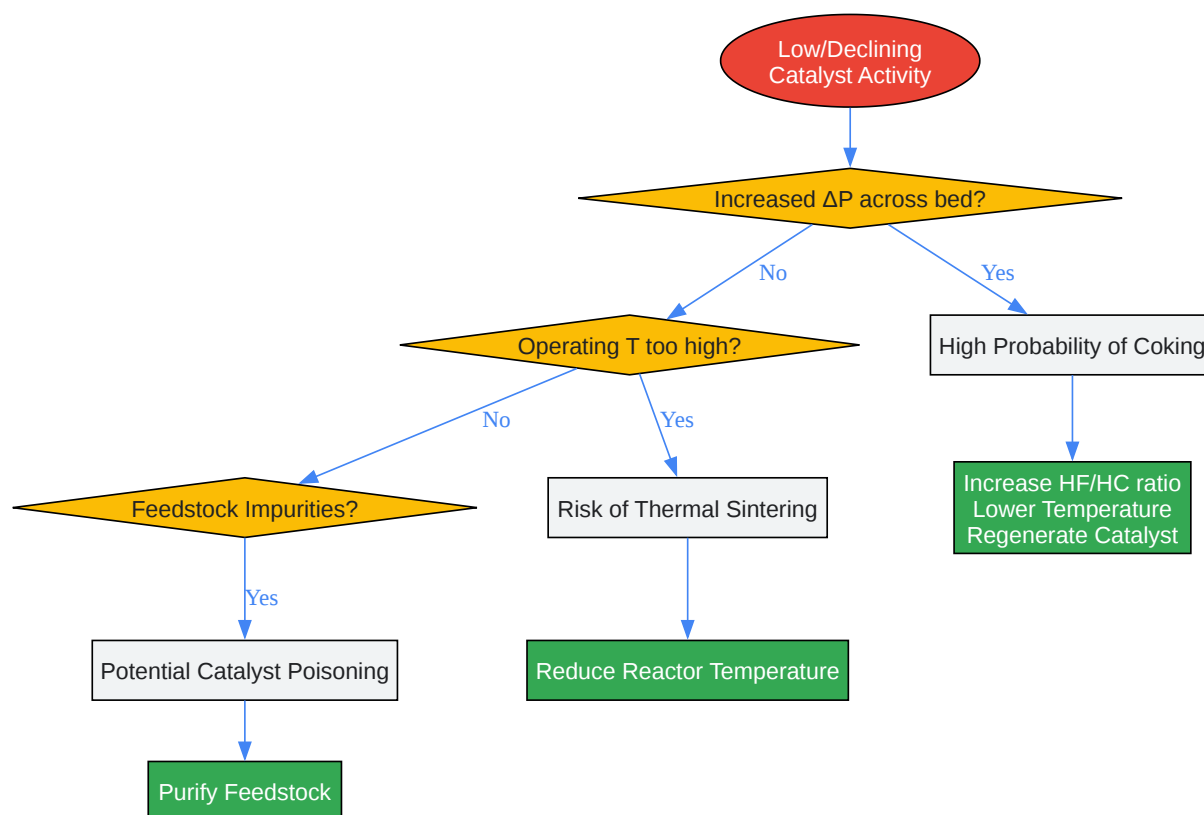 Low/Declining
Catalyst Activity
Increased ΔP across bed?
No
Yes
Operating T too high?
High Probability of Coking
No
Yes
Increase HF/HC ratio
Lower Temperature
Regenerate Catalyst
Feedstock Impurities?
Risk of Thermal Sintering
Yes
Potential Catalyst Poisoning
Reduce Reactor Temperature
Purify Feedstock